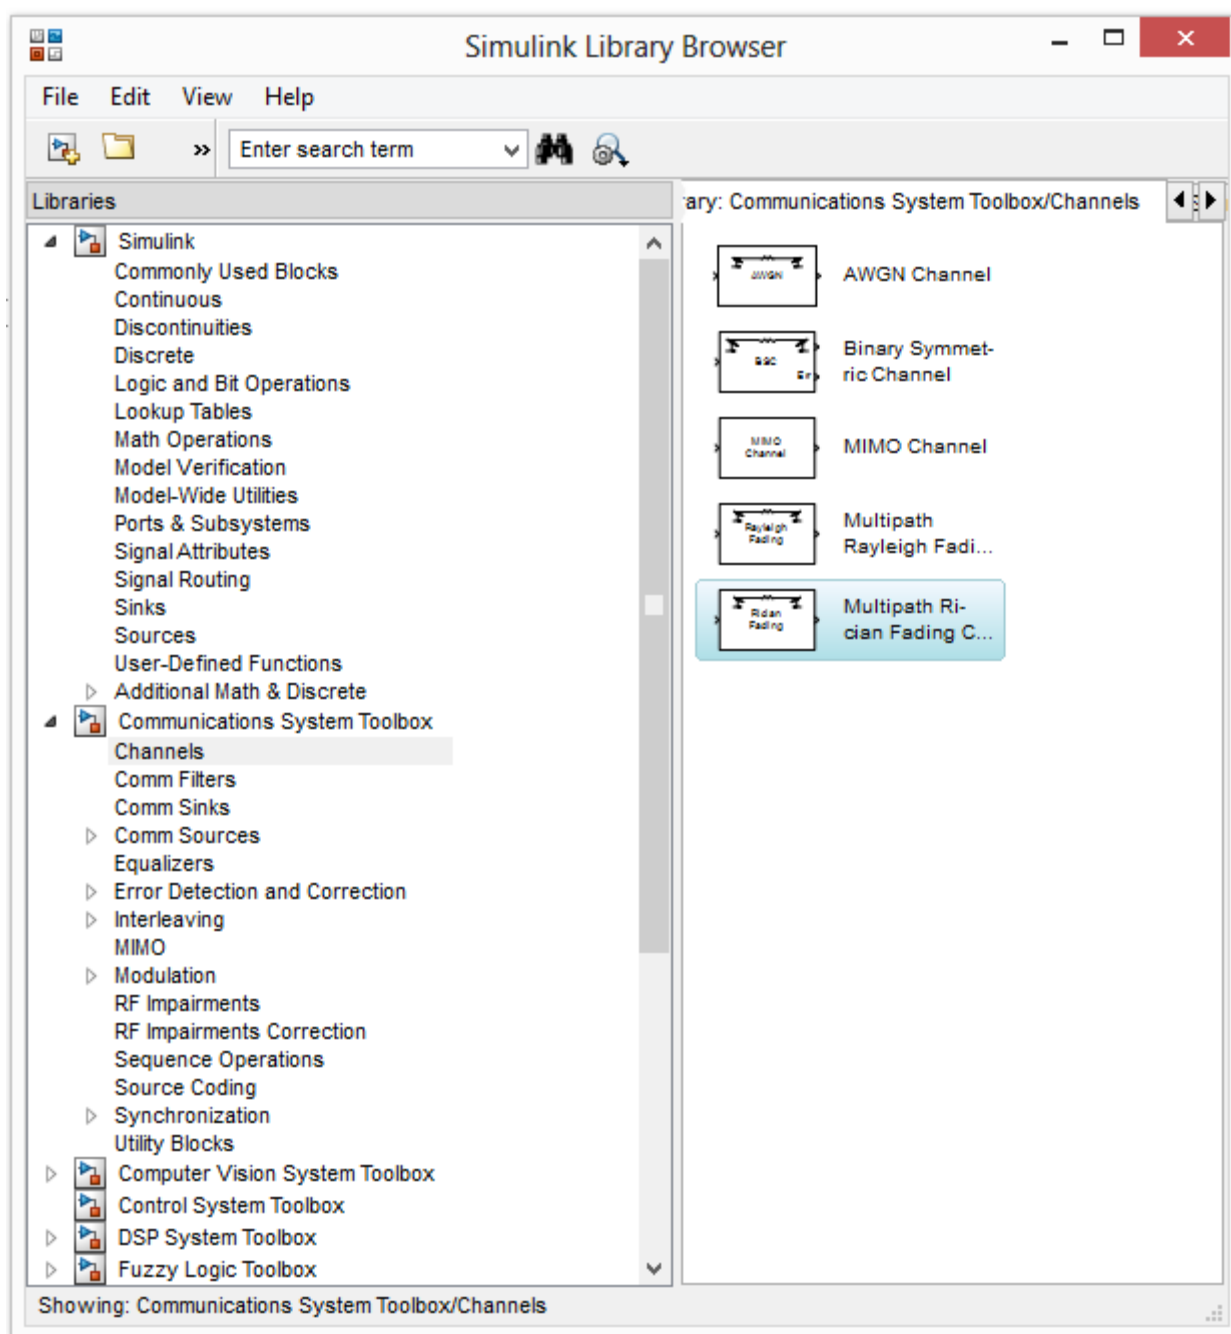 Simulink Library Browser
File Edit View Help
» Enter search term
Libraries
rary: Communications System Toolbox/Channels
Simulink
Commonly Used Blocks
Continuous
Discontinuities
Discrete
Logic and Bit Operations
Lookup Tables
Math Operations
Model Verification
Model-Wide Utilities
Ports & Subsystems
Signal Attributes
Signal Routing
Sinks
Sources
User-Defined Functions
Additional Math & Discrete
Communications System Toolbox
Channels
Comm Filters
Comm Sinks
Comm Sources
Equalizers
Error Detection and Correction
Interleaving
MIMO
Modulation
RF Impairments
RF Impairments Correction
Sequence Operations
Source Coding
Synchronization
Utility Blocks
Computer Vision System Toolbox
Control System Toolbox
DSP System Toolbox
Fuzzy Logic Toolbox
AWGN
AWGN Channel
BSC
Err
Binary Symmet-
ric Channel
MIMO
Channel
MIMO Channel
Rayleigh
Fading
Multipath
Rayleigh Fadi...
Rician
Fading
Multipath Ri-
cian Fading C...
Showing: Communications System Toolbox/Channels